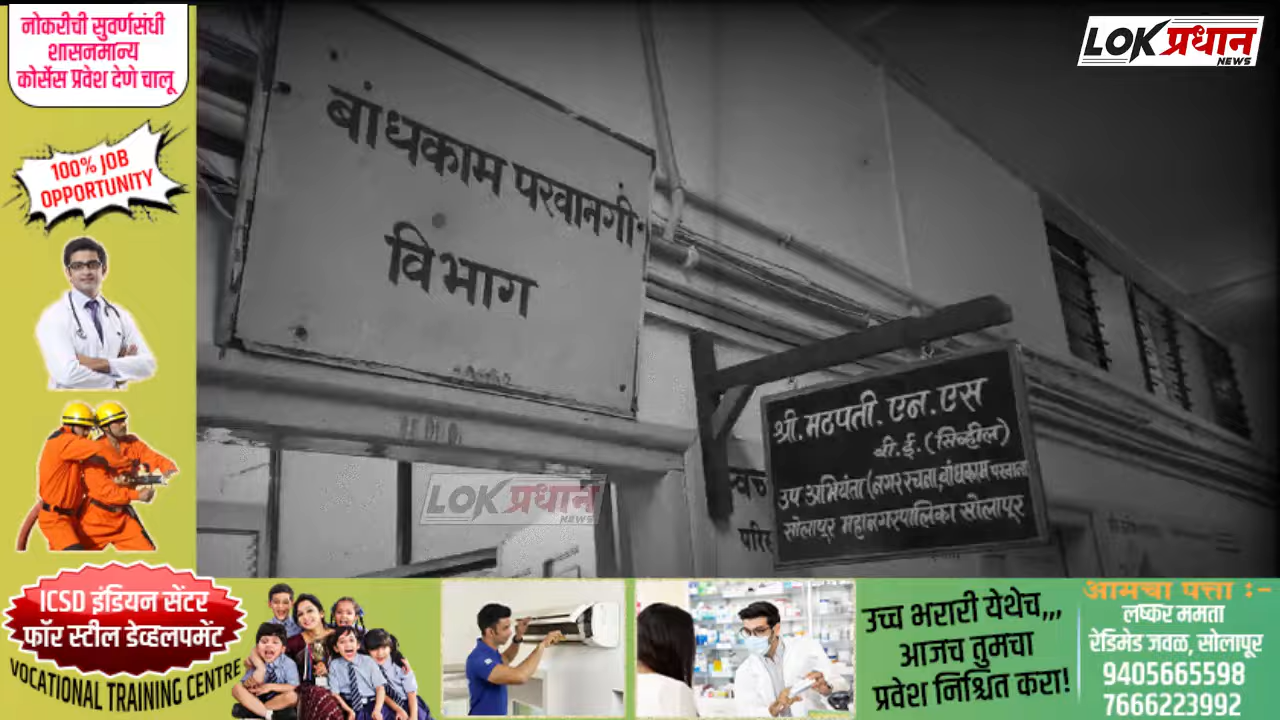 नोकरीची सुवर्णसंधी
शासनमान्य
कोर्सेस प्रवेश देणे चालू
100% JOB
OPPORTUNITY
LOK प्रधान
NEWS
बांधकाम परवानगी
विभाग
श्री. मठपती. एन. एस
बी. ई. (सिव्हील)
उप अभियंता (नगर रचना, बांधकाम परवाना
सोलापूर महानगरपालिका सोलापूर
LOK प्रधान
NEWS
ICSD इंडियन सेंटर
फॉर स्टील डेव्हलपमेंट
VOCATIONAL TRAINING CENTRE
उच्च भरारी येथेच,,,
आजच तुमचा
प्रवेश निश्चित करा!
आमचा पत्ता :-
लष्कर ममता
रेडिमेड जवळ, सोलापूर
9405665598
7666223992